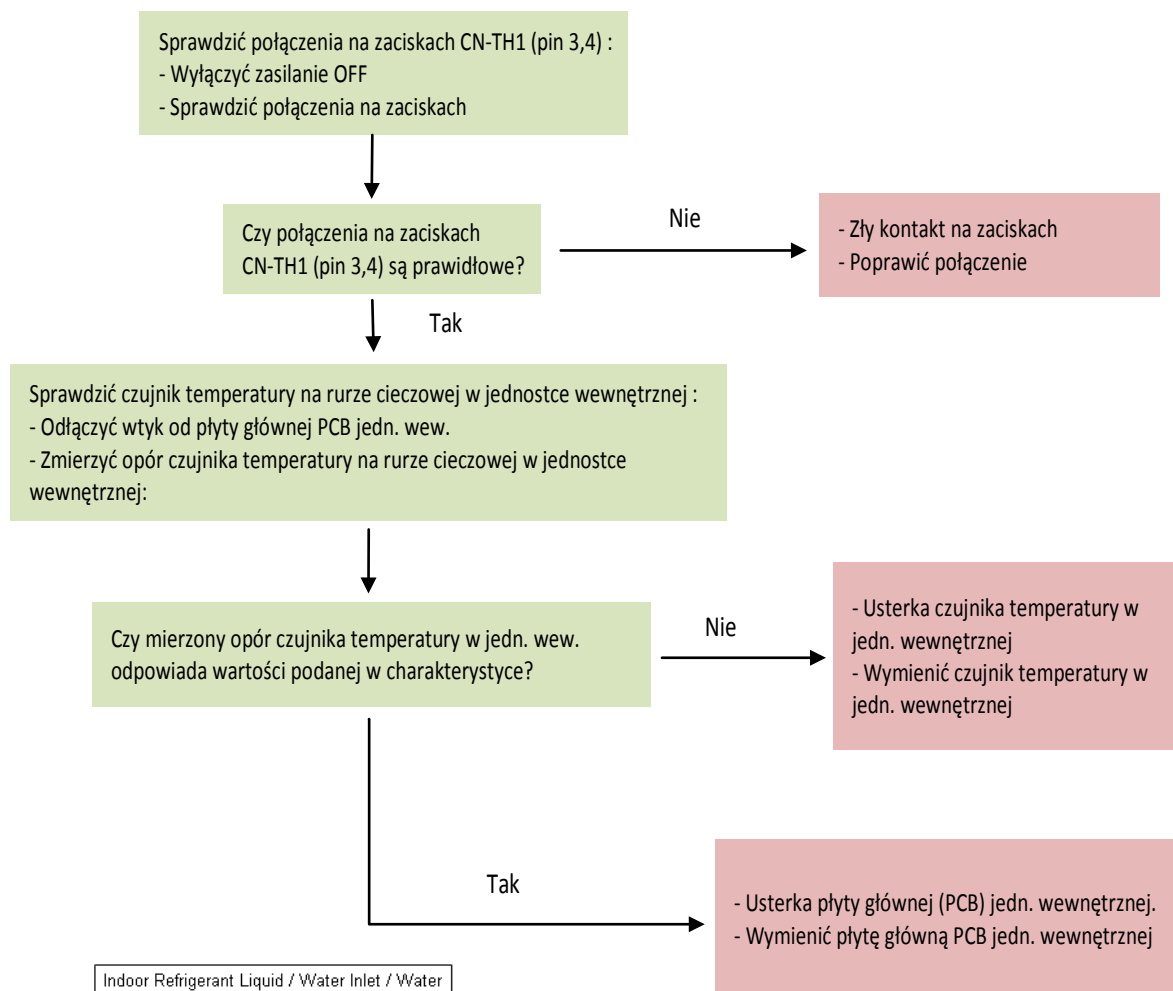 Sprawdzić połączenia na zaciskach CN-TH1 (pin 3,4) :
- Wyłączyć zasilanie OFF
- Sprawdzić połączenia na zaciskach
Czy połączenia na zaciskach
CN-TH1 (pin 3,4) są prawidłowe?
Nie
- Zły kontakt na zaciskach
- Poprawić połączenie
Tak
Sprawdzić czujnik temperatury na rurze cieczowej w jednostce wewnętrznej :
- Odłączyć wtyk od płyty głównej PCB jedn. wew.
- Zmierzyć opór czujnika temperatury na rurze cieczowej w jednostce
wewnętrznej:
Czy mierzony opór czujnika temperatury w jedn. wew.
odpowiada wartości podanej w charakterystyce?
Nie
- Usterka czujnika temperatury w
jedn. wewnętrznej
- Wymienić czujnik temperatury w
jedn. wewnętrznej
Tak
- Usterka płyty głównej (PCB) jedn. wewnętrznej.
- Wymienić płytę główną PCB jedn. wewnętrznej
Indoor Refrigerant Liquid / Water Inlet / Water